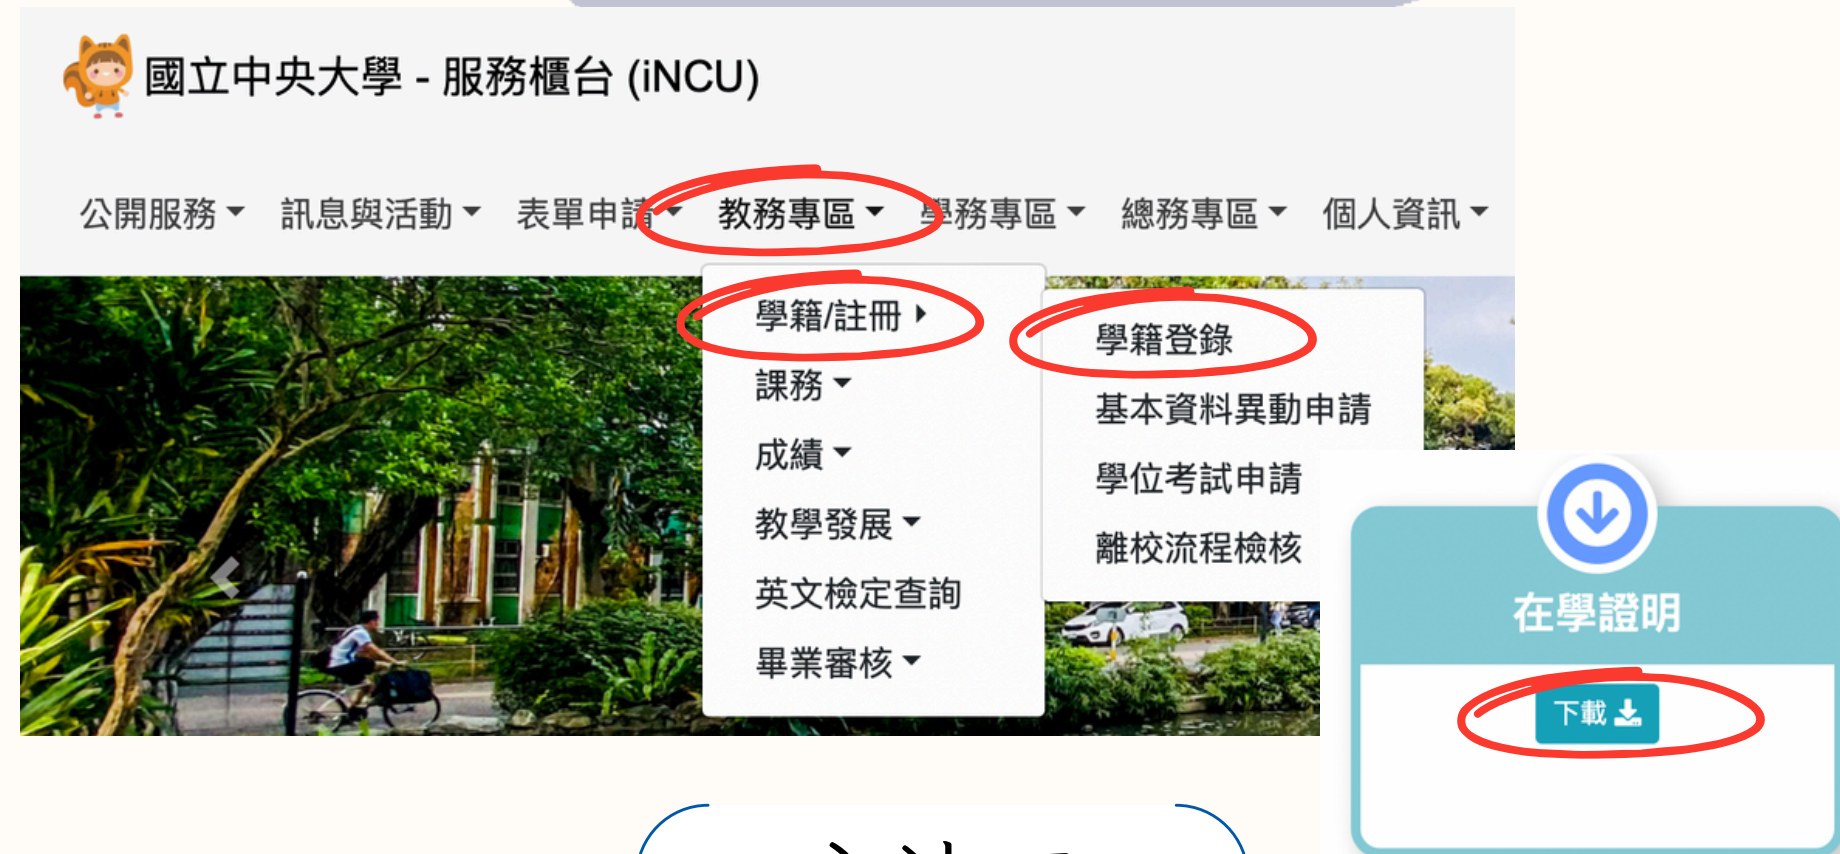 國立中央大學 - 服務櫃台 (iNCU)
公開服務 訊息與活動 表單申請 教務專區 學務專區 總務專區 個人資訊
學籍/註冊
課務
成績
教學發展
英文檢定查詢
畢業審核
學籍登錄
基本資料異動申請
學位考試申請
離校流程檢核
在學證明
下載